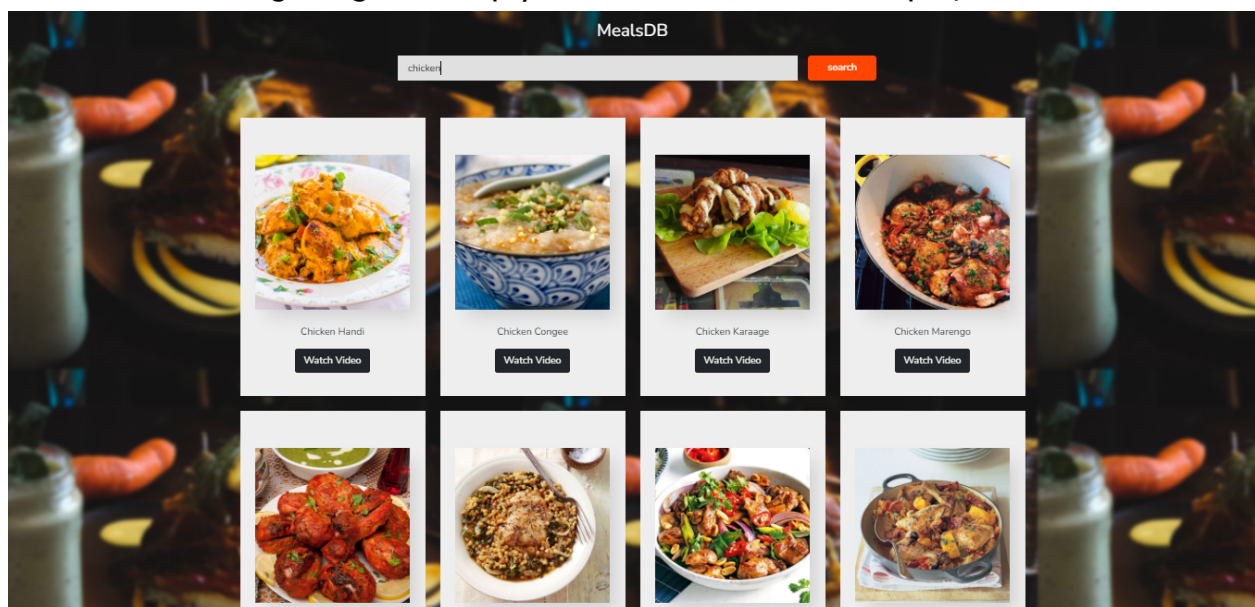 MealsDB
chicken
search
Chicken Handi
Chicken Congee
Chicken Karaage
Chicken Marengo
Watch Video
Watch Video
Watch Video
Watch Video